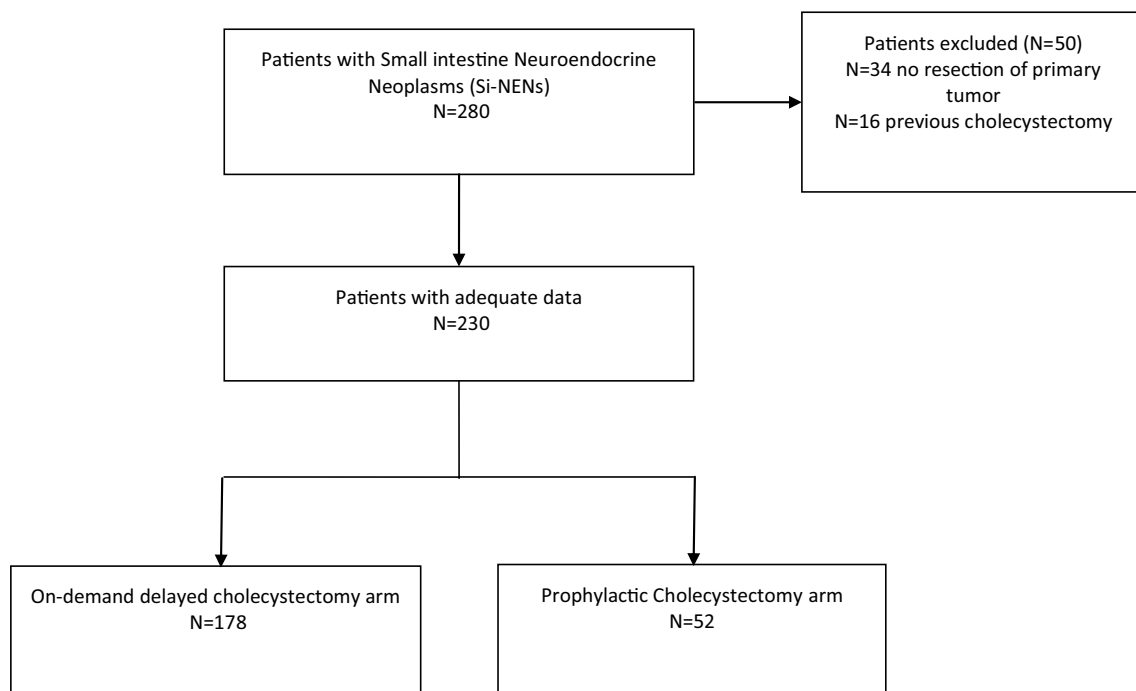 Patients with Small intestine Neuroendocrine
Neoplasms (Si-NENs)
N=280
Patients excluded (N=50)
N=34 no resection of primary
tumor
N=16 previous cholecystectomy
Patients with adequate data
N=230
On-demand delayed cholecystectomy arm
N=178
Prophylactic Cholecystectomy arm
N=52